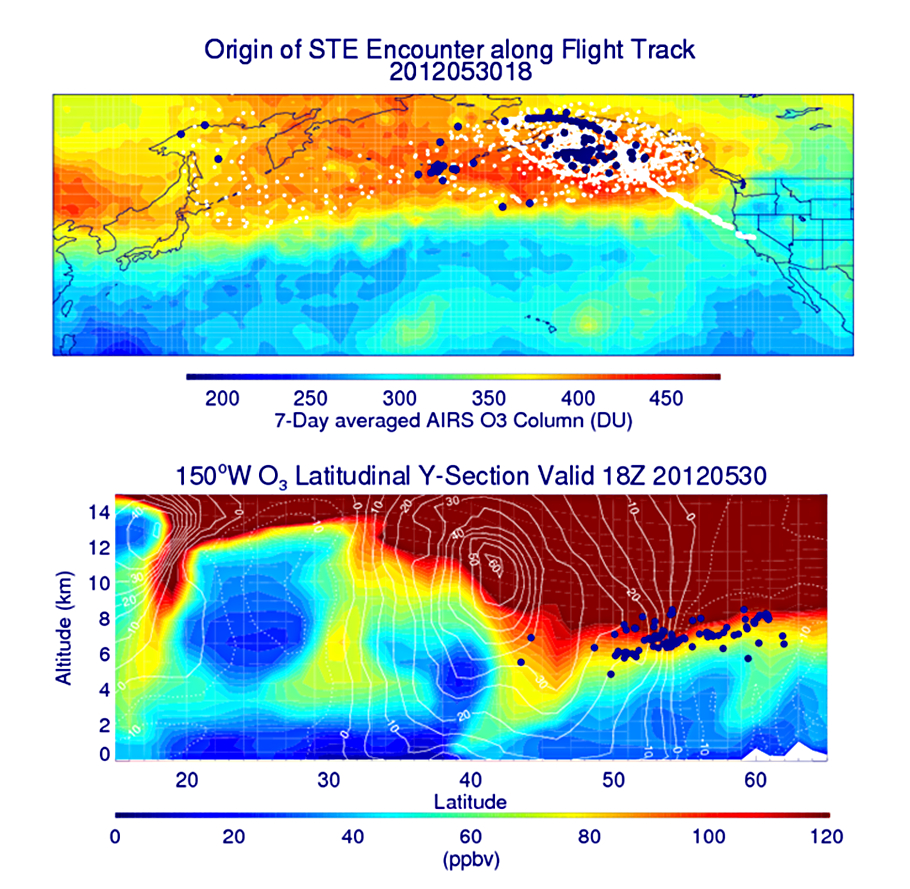 Origin of STE Encounter along Flight Track
2012053018
200 250 300 350 400 450
7-Day averaged AIRS O3 Column (DU)
150°W O₃ Latitudinal Y-Section Valid 18Z 20120530
14
12
10
8
6
4
2
0
Altitude (km)
20 30 40 50 60
Latitude
0 20 40 60 80 100 120
(ppbv)